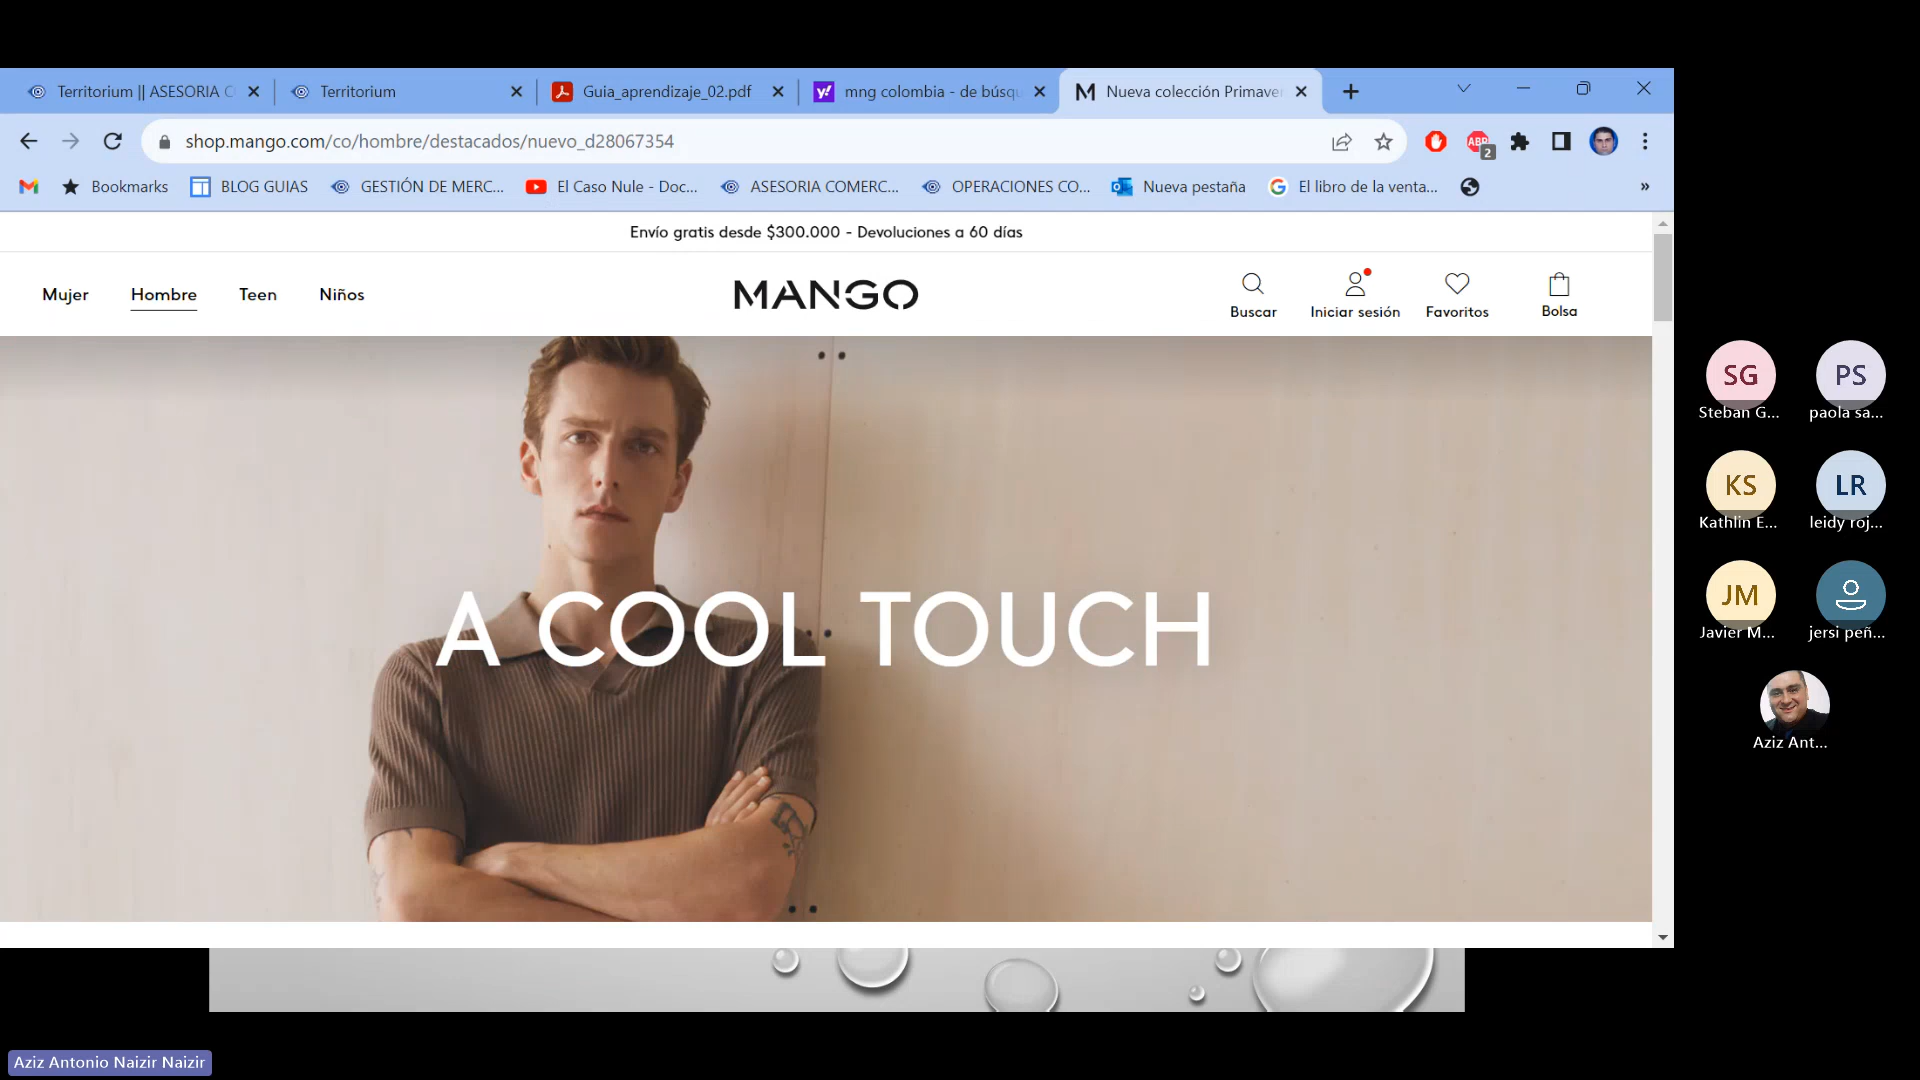 Territorium || ASESORIA C
Territorium
Guia_aprendizaje_02.pdf
mng colombia - de búsqu
Nueva colección Primaver
shop.mango.com/co/hombre/destacados/nuevo_d28067354
ABP
2
Bookmarks
BLOG GUIAS
GESTIÓN DE MERC...
El Caso Nule - Doc...
ASESORIA COMERC...
OPERACIONES CO...
Nueva pestaña
El libro de la venta...
»
Envío gratis desde $300.000 - Devoluciones a 60 días
Mujer
Hombre
Teen
Niños
MANGO
Buscar
Iniciar sesión
Favoritos
Bolsa
A COOL TOUCH
SG
Steban G...
PS
paola sa...
KS
Kathlin E...
LR
leidy roj...
JM
Javier M...
jersi peñ...
Aziz Ant...
Aziz Antonio Naizir Naizir